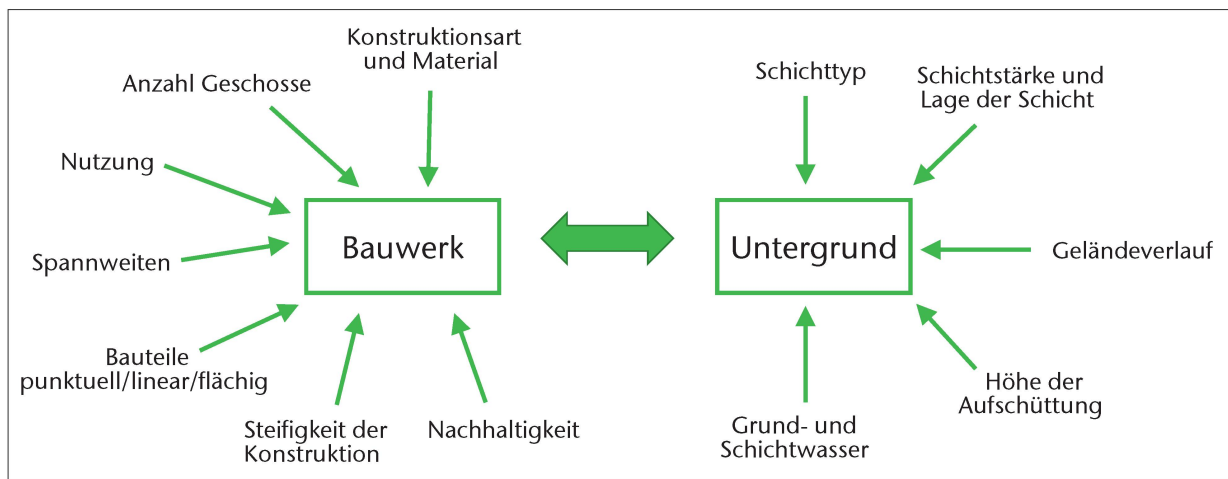 Konstruktionsart
und Material
Anzahl Geschosse
Nutzung
Spannweiten
Bauteile
punktuell/linear/flächig
Steifigkeit der
Konstruktion
Nachhaltigkeit
Bauwerk
Schichttyp
Schichtstärke und
Lage der Schicht
Untergrund
Geländeverlauf
Höhe der
Aufschüttung
Grund- und
Schichtwasser